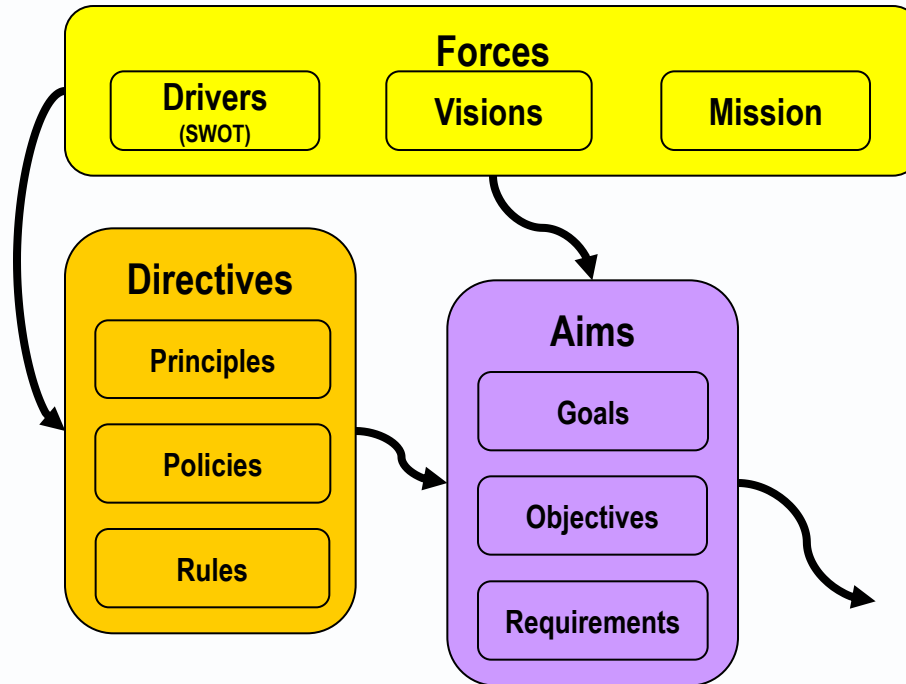 Forces
Drivers
(SWOT)
Visions
Mission
Directives
Principles
Policies
Rules
Aims
Goals
Objectives
Requirements